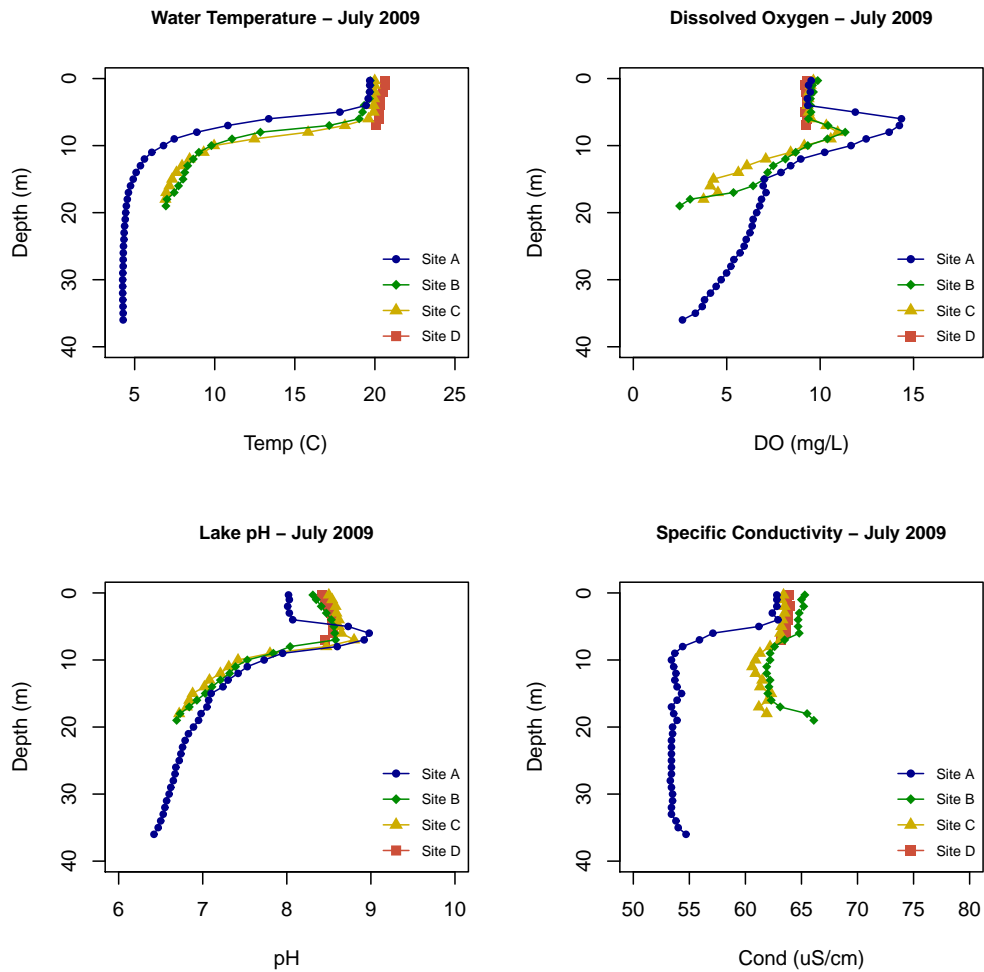 Water Temperature – July 2009
0
10
20
30
40
Depth (m)
5 10 15 20 25
Temp (C)
Site A
Site B
Site C
Site D
Dissolved Oxygen – July 2009
0
10
20
30
40
Depth (m)
0 5 10 15
DO (mg/L)
Site A
Site B
Site C
Site D
Lake pH – July 2009
0
10
20
30
40
Depth (m)
6 7 8 9 10
pH
Site A
Site B
Site C
Site D
Specific Conductivity – July 2009
0
10
20
30
40
Depth (m)
50 55 60 65 70 75 80
Cond (uS/cm)
Site A
Site B
Site C
Site D